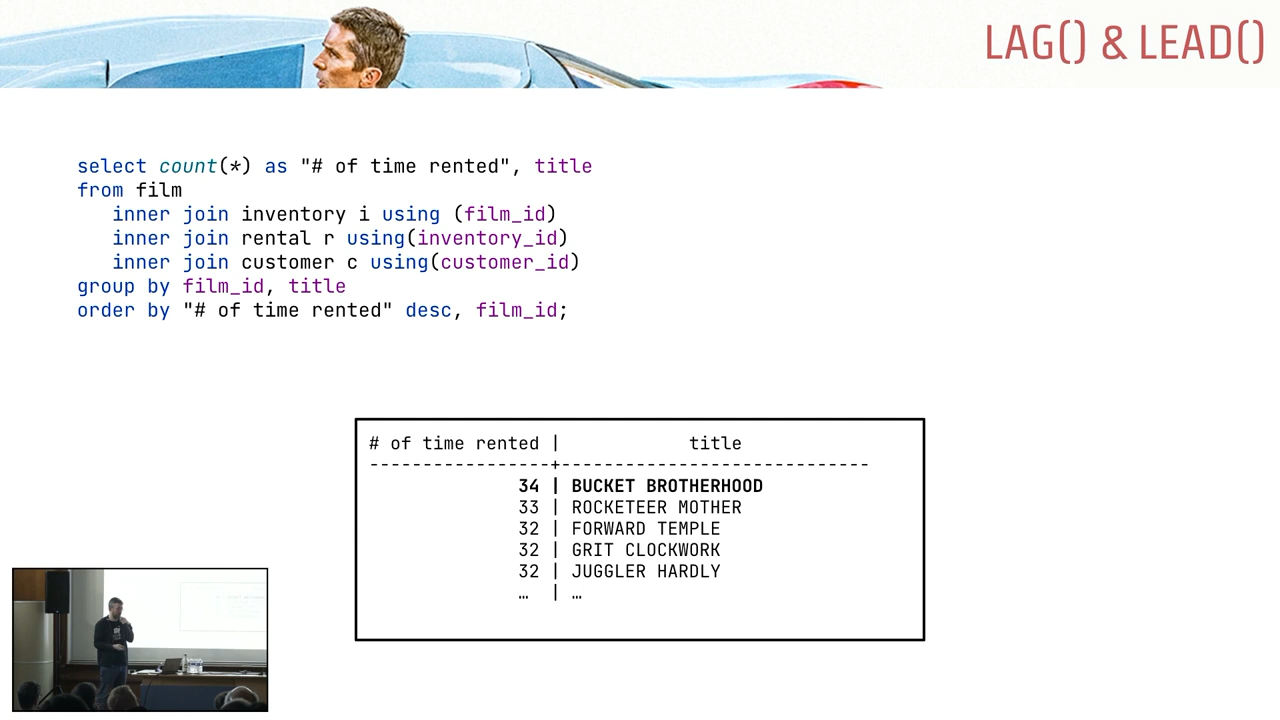 LAG() & LEAD()
select count(*) as "# of time rented", title
from film
inner join inventory i using (film_id)
inner join rental r using(inventory_id)
inner join customer c using(customer_id)
group by film_id, title
order by "# of time rented" desc, film_id;
# of time rented | title
-----------------+-----------------------------
34 | BUCKET BROTHERHOOD
33 | ROCKETEER MOTHER
32 | FORWARD TEMPLE
32 | GRIT CLOCKWORK
32 | JUGGLER HARDLY
… | …